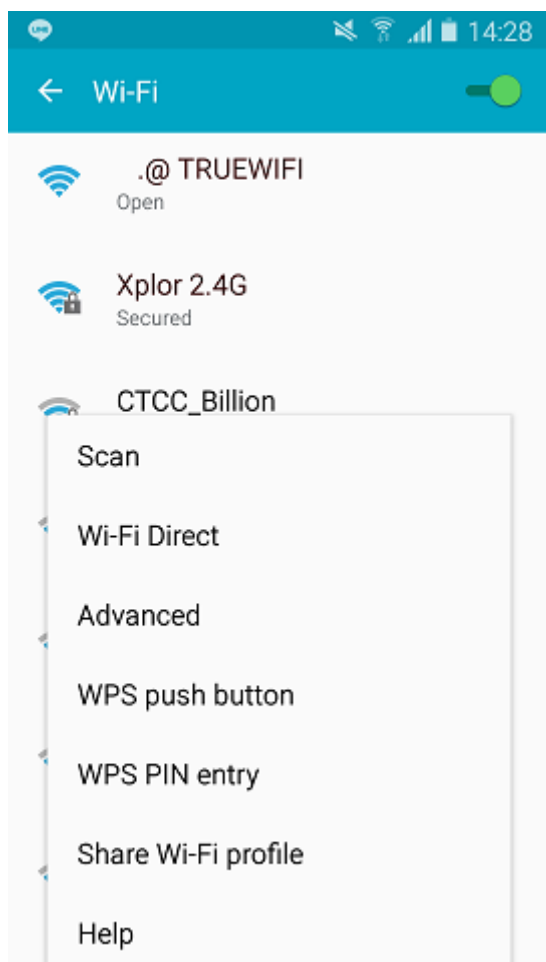 LINE
14:28
Wi-Fi
.@ TRUEWIFI
Open
Xplor 2.4G
Secured
CTCC_Billion
Scan
Wi-Fi Direct
Advanced
WPS push button
WPS PIN entry
Share Wi-Fi profile
Help